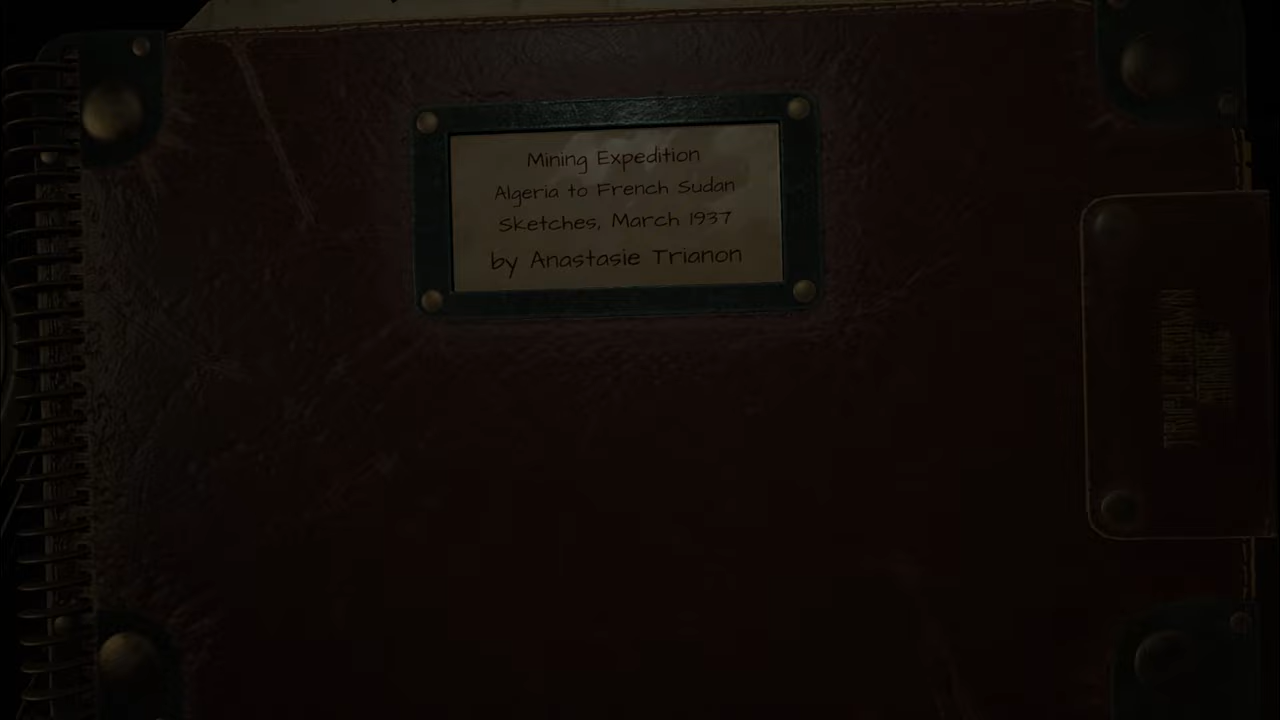 Mining Expedition
Algeria to French Sudan
Sketches, March 1937
by Anastasie Trianon